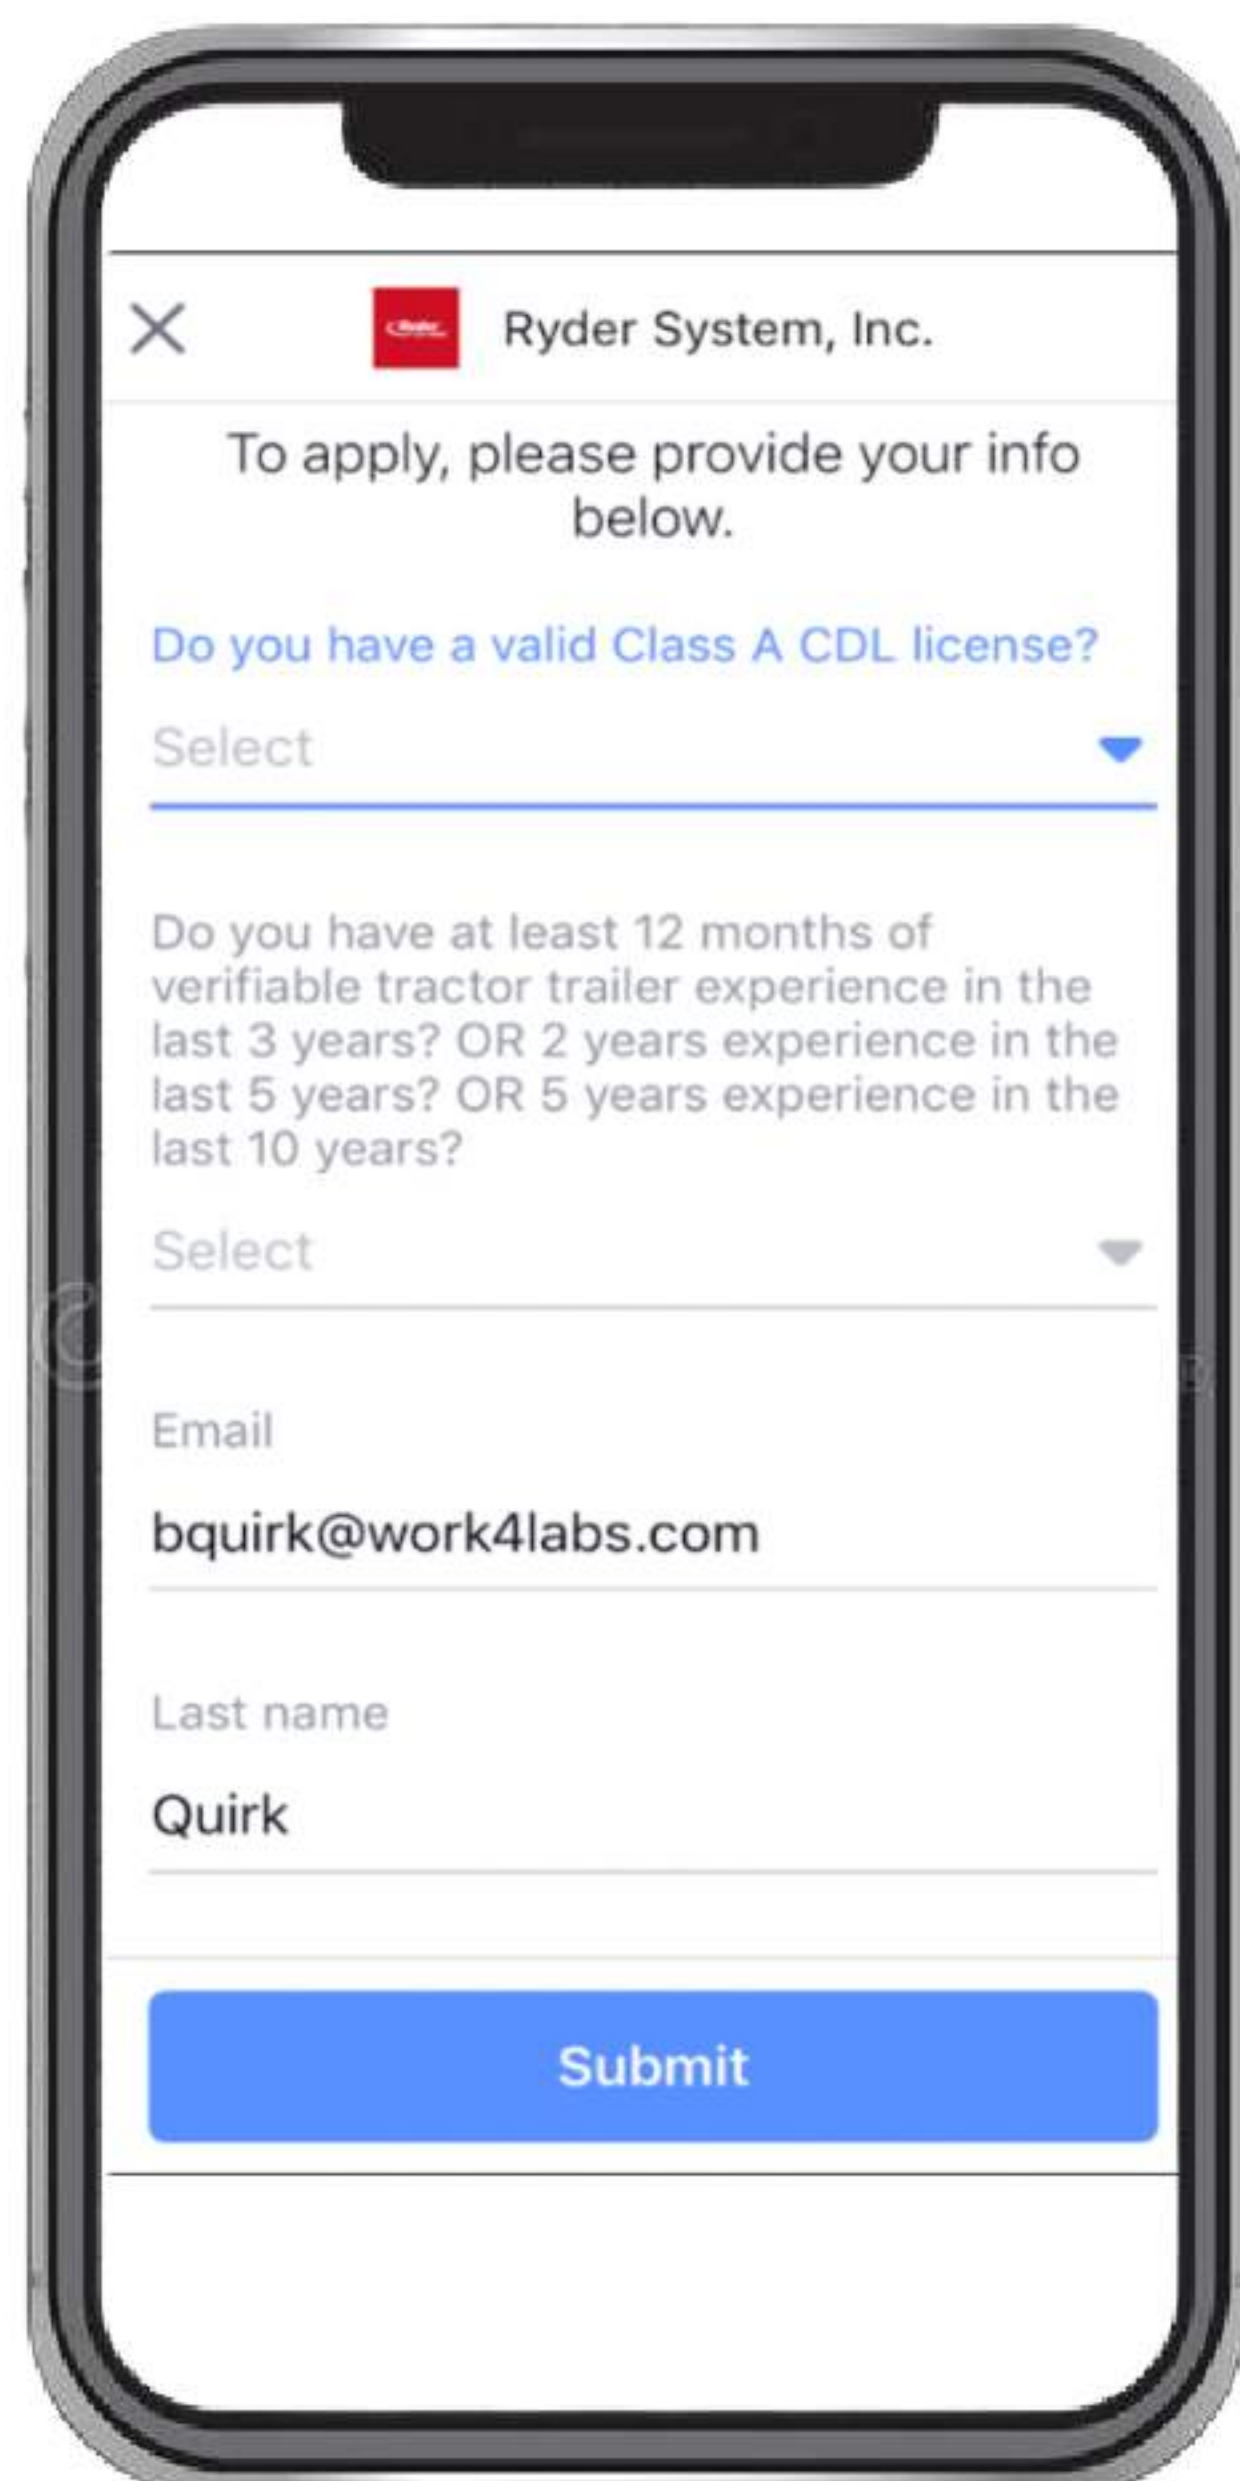 Ryder System, Inc.
To apply, please provide your info
below.
Do you have a valid Class A CDL license?
Select
Do you have at least 12 months of
verifiable tractor trailer experience in the
last 3 years? OR 2 years experience in the
last 5 years? OR 5 years experience in the
last 10 years?
Select
Email
bquirk@work4labs.com
Last name
Quirk
Submit